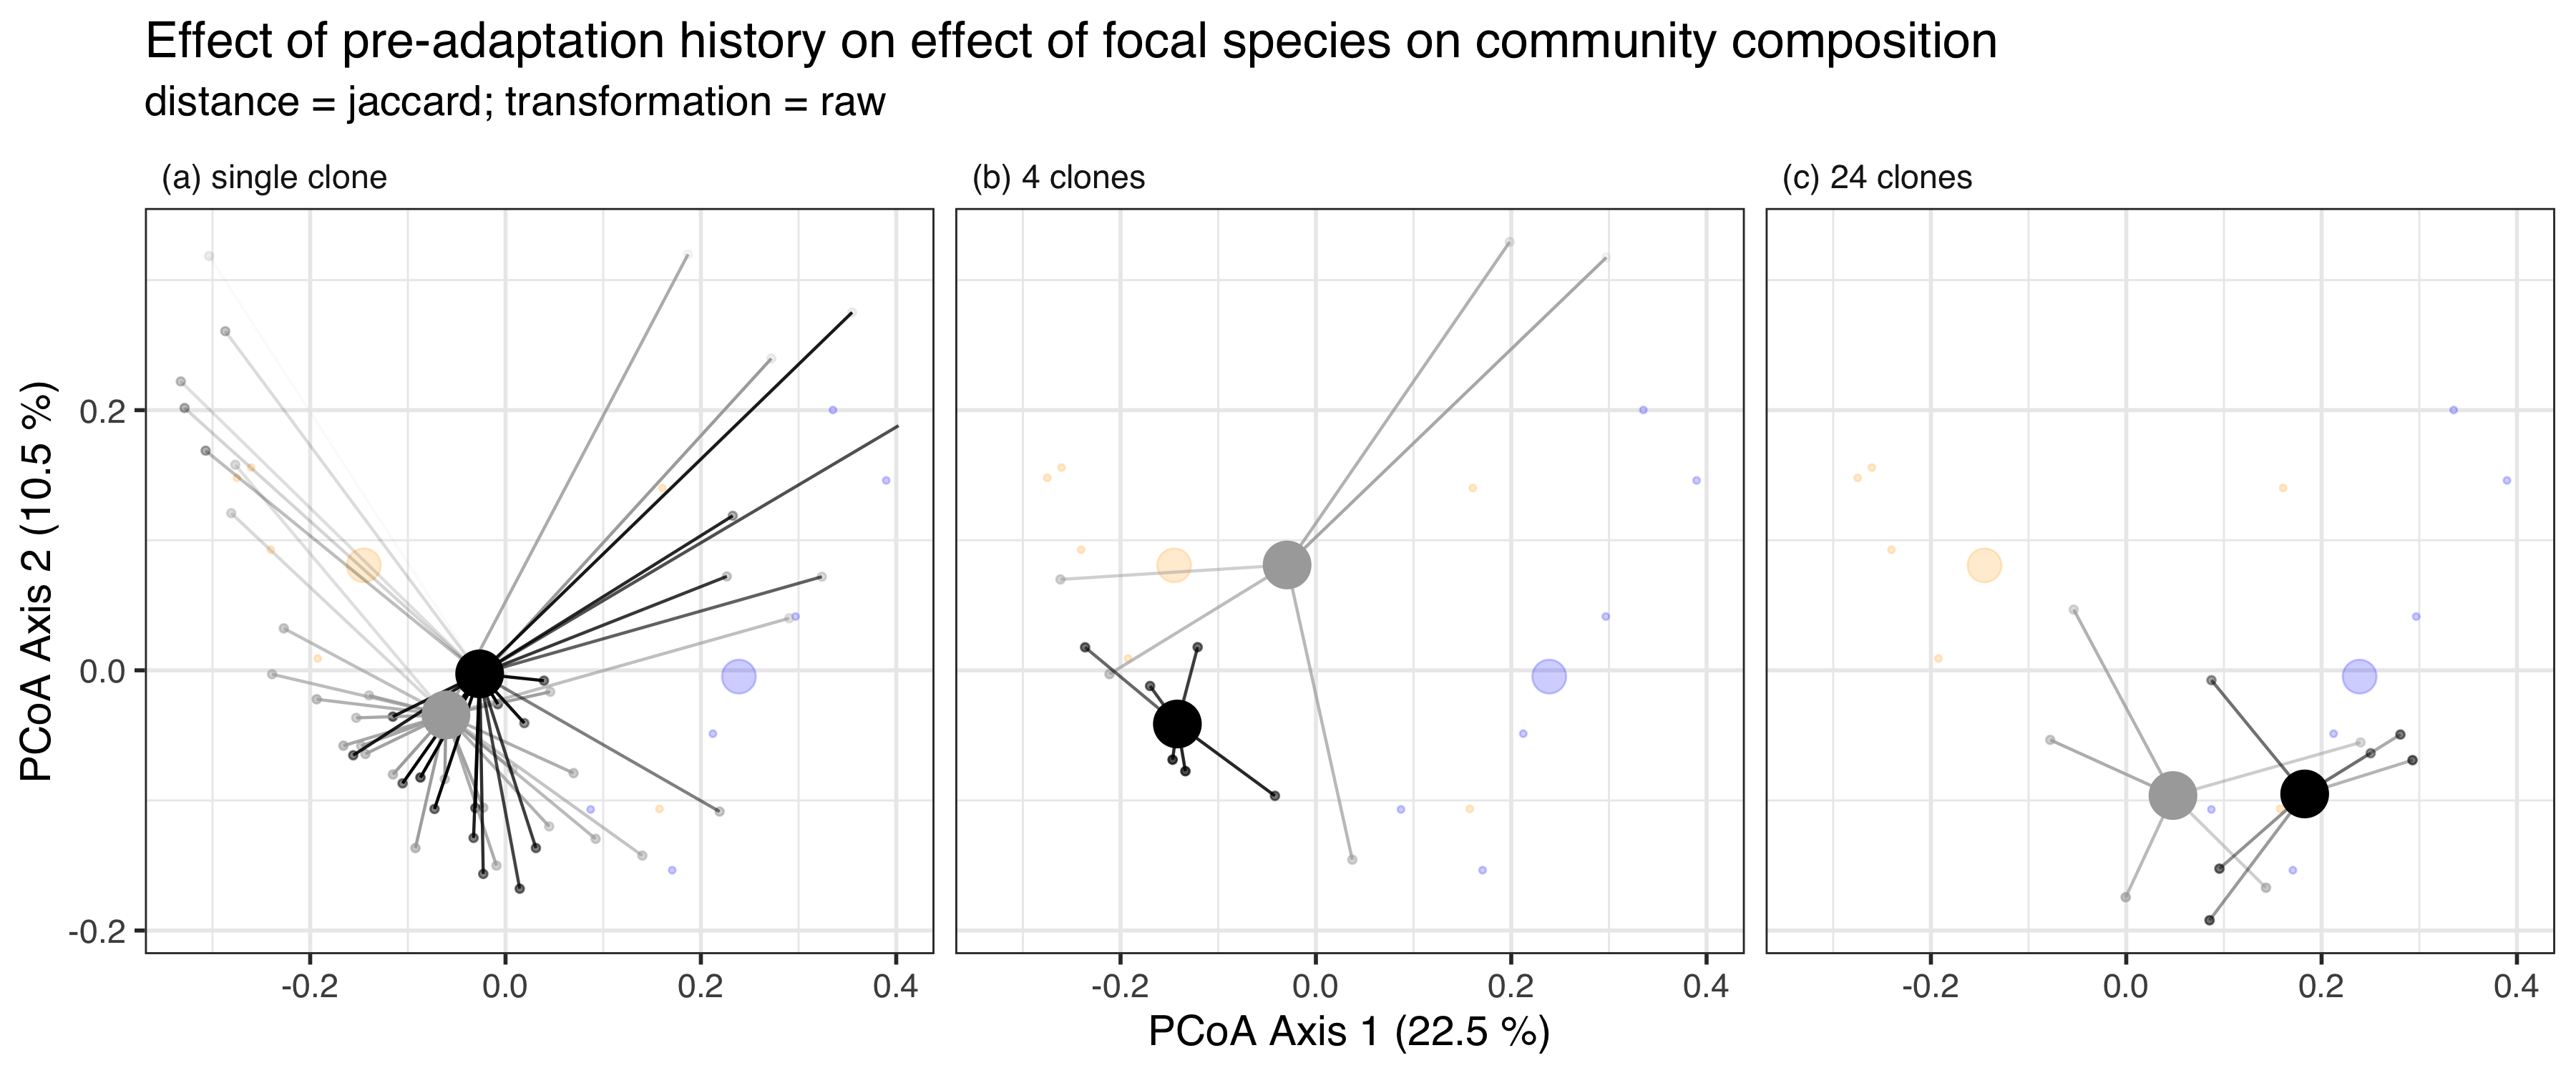 Effect of pre-adaptation history on effect of focal species on community composition
distance = jaccard; transformation = raw
(a) single clone
(b) 4 clones
(c) 24 clones
PCoA Axis 2 (10.5 %)
0.2
0.0
-0.2
-0.2 0.0 0.2 0.4
-0.2 0.0 0.2 0.4
-0.2 0.0 0.2 0.4
PCoA Axis 1 (22.5 %)